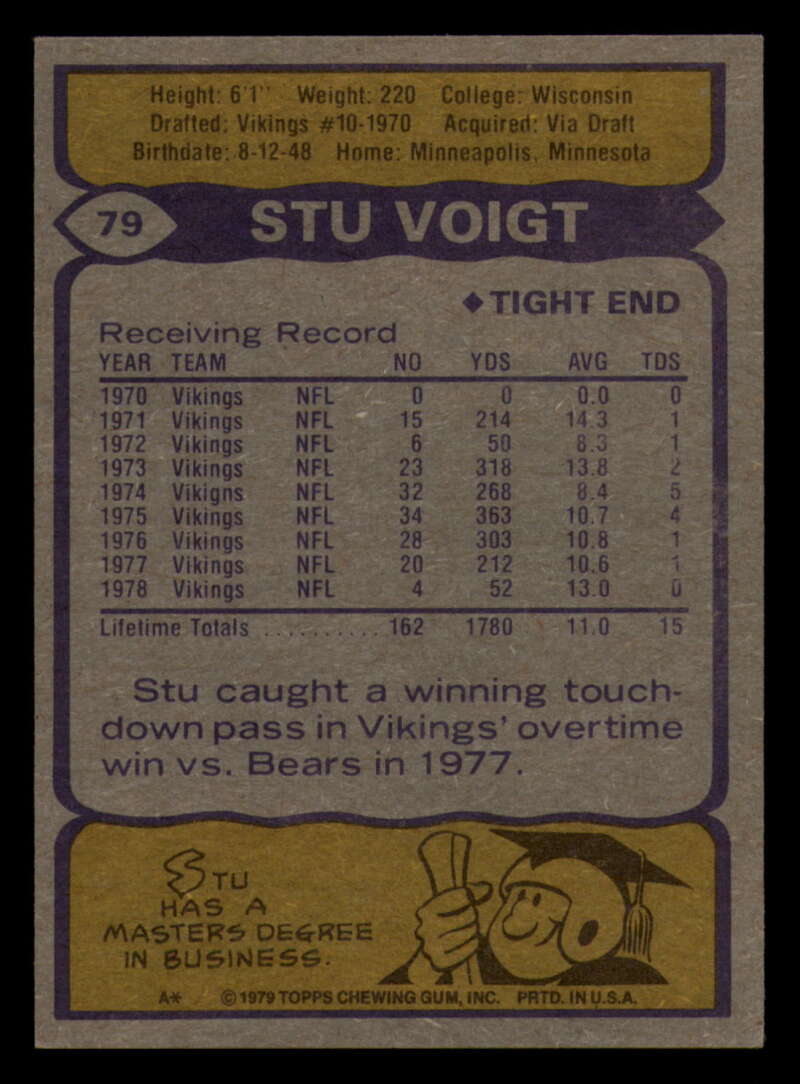 Height: 6'1" Weight: 220 College: Wisconsin
Drafted: Vikings #10-1970 Acquired: Via Draft
Birthdate: 8-12-48 Home: Minneapolis, Minnesota
79 STU VOIGT
◆TIGHT END
Receiving Record
YEAR TEAM NO YDS AVG TDS
1970 Vikings NFL 0 0 0.0 0
1971 Vikings NFL 15 214 14.3 1
1972 Vikings NFL 6 50 8.3 1
1973 Vikings NFL 23 318 13.8 2
1974 Vikigns NFL 32 268 8.4 5
1975 Vikings NFL 34 363 10.7 4
1976 Vikings NFL 28 303 10.8 1
1977 Vikings NFL 20 212 10.6 1
1978 Vikings NFL 4 52 13.0 0
Lifetime Totals .......... 162 1780 11.0 15
Stu caught a winning touch-
down pass in Vikings' overtime
win vs. Bears in 1977.
STU
HAS A
MASTERS DEGREE
IN BUSINESS.
A* ©1979 TOPPS CHEWING GUM, INC. PRTD. IN U.S.A.